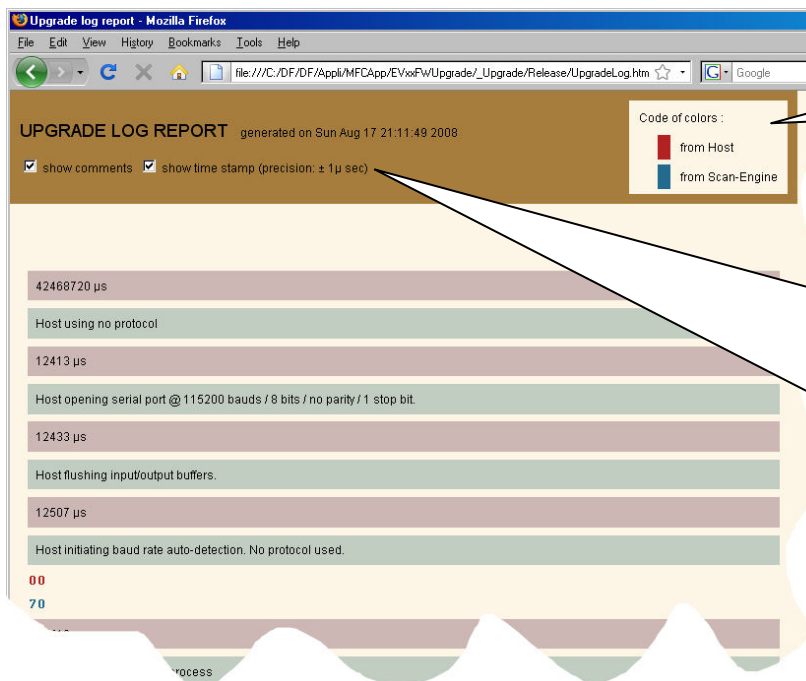 Upgrade log report - Mozilla Firefox
File Edit View History Bookmarks Tools Help
file:///C:/DF/DF/Appli/MFCApp/EVxxFWUpgrade/_Upgrade/Release/UpgradeLog.htm
G Google
UPGRADE LOG REPORT generated on Sun Aug 17 21:11:49 2008
show comments show time stamp (precision: ± 1µ sec)
Code of colors :
from Host
from Scan-Engine
42468720 µs
Host using no protocol
12413 µs
Host opening serial port @ 115200 bauds / 8 bits / no parity / 1 stop bit.
12433 µs
Host flushing input/output buffers.
12507 µs
Host initiating baud rate auto-detection. No protocol used.
00
70